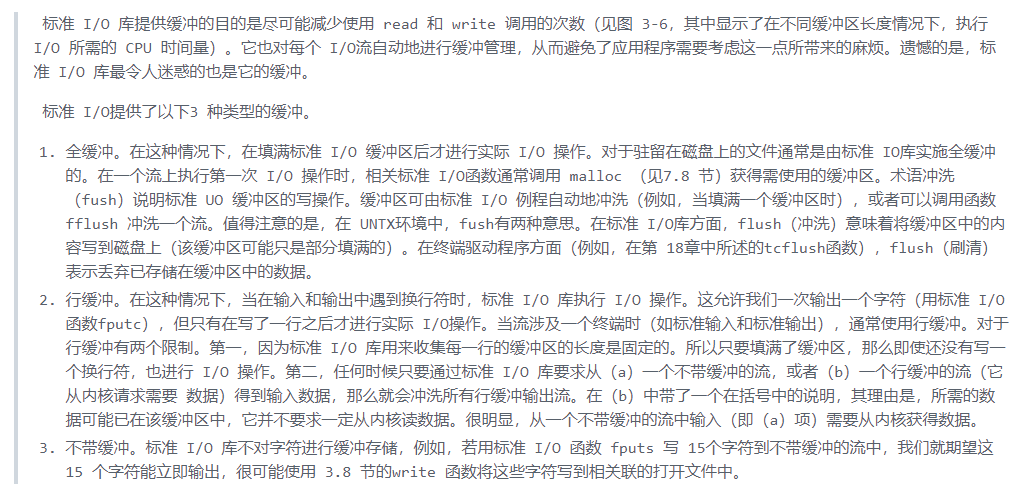 标准 I/O 库提供缓冲的目的是尽可能减少使用 read 和 write 调用的次数（见图 3-6，其中显示了在不同缓冲区长度情况下，执行
I/O 所需的 CPU 时间量）。它也对每个 I/O流自动地进行缓冲管理，从而避免了应用程序需要考虑这一点所带来的麻烦。遗憾的是，标
准 I/O 库最令人迷惑的也是它的缓冲。
标准 I/O提供了以下3 种类型的缓冲。
1. 全缓冲。在这种情况下，在填满标准 I/O 缓冲区后才进行实际 I/O 操作。对于驻留在磁盘上的文件通常是由标准 IO库实施全缓冲
的。在一个流上执行第一次 I/O 操作时，相关标准 I/O函数通常调用 malloc （见7.8 节）获得需使用的缓冲区。术语冲洗
（fush）说明标准 UO 缓冲区的写操作。缓冲区可由标准 I/O 例程自动地冲洗（例如，当填满一个缓冲区时），或者可以调用函数
fflush 冲洗一个流。值得注意的是，在 UNTX环境中，fush有两种意思。在标准 I/O库方面，flush（冲洗）意味着将缓冲区中的内
容写到磁盘上（该缓冲区可能只是部分填满的）。在终端驱动程序方面（例如，在第 18章中所述的tcflush函数），flush（刷清）
表示丢弃已存储在缓冲区中的数据。
2. 行缓冲。在这种情况下，当在输入和输出中遇到换行符时，标准 I/O 库执行 I/O 操作。这允许我们一次输出一个字符（用标准 I/O
函数fputc），但只有在写了一行之后才进行实际 I/O操作。当流涉及一个终端时（如标准输入和标准输出），通常使用行缓冲。对于
行缓冲有两个限制。第一，因为标准 I/O 库用来收集每一行的缓冲区的长度是固定的。所以只要填满了缓冲区，那么即使还没有写一
个换行符，也进行 I/O 操作。第二，任何时候只要通过标准 I/O 库要求从（a）一个不带缓冲的流，或者（b）一个行缓冲的流（它
从内核请求需要 数据）得到输入数据，那么就会冲洗所有行缓冲输出流。在（b）中带了一个在括号中的说明，其理由是，所需的数
据可能已在该缓冲区中，它并不要求一定从内核读数据。很明显，从一个不带缓冲的流中输入（即（a）项）需要从内核获得数据。
3. 不带缓冲。标准 I/O 库不对字符进行缓冲存储，例如，若用标准 I/O 函数 fputs 写 15个字符到不带缓冲的流中，我们就期望这
15 个字符能立即输出，很可能使用 3.8 节的write 函数将这些字符写到相关联的打开文件中。